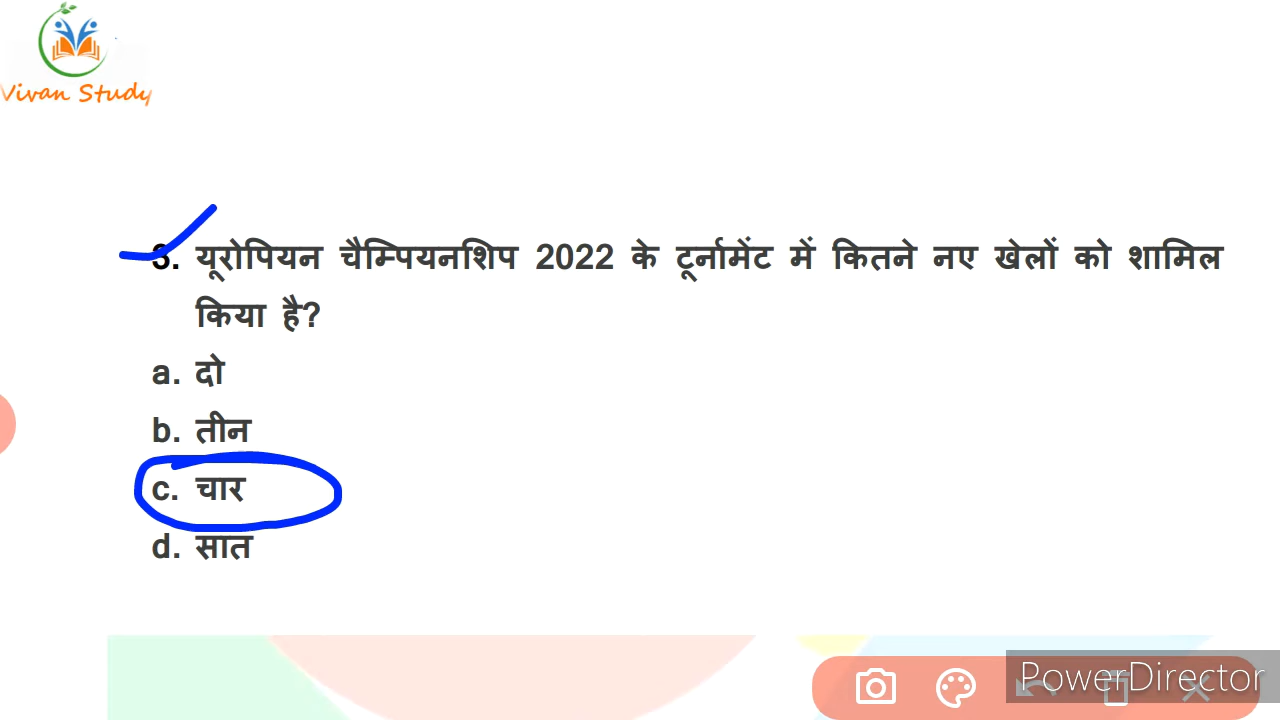 Vivan Study
3. यूरोपियन चैम्पियनशिप 2022 के टूर्नामेंट में कितने नए खेलों को शामिल
किया है?
a. दो
b. तीन
c. चार
d. सात
PowerDirector